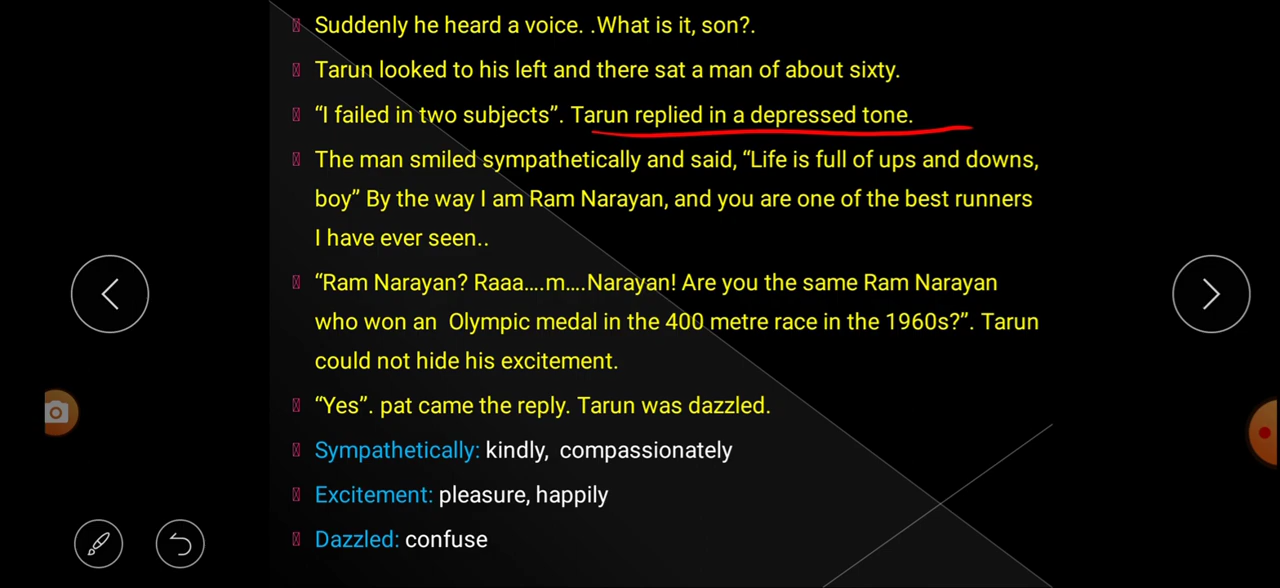 Suddenly he heard a voice. .What is it, son?.
Tarun looked to his left and there sat a man of about sixty.
“I failed in two subjects”. Tarun replied in a depressed tone.
The man smiled sympathetically and said, “Life is full of ups and downs,
boy” By the way I am Ram Narayan, and you are one of the best runners
I have ever seen..
“Ram Narayan? Raaa....m....Narayan! Are you the same Ram Narayan
who won an Olympic medal in the 400 metre race in the 1960s?”. Tarun
could not hide his excitement.
“Yes”. pat came the reply. Tarun was dazzled.
Sympathetically: kindly, compassionately
Excitement: pleasure, happily
Dazzled: confuse